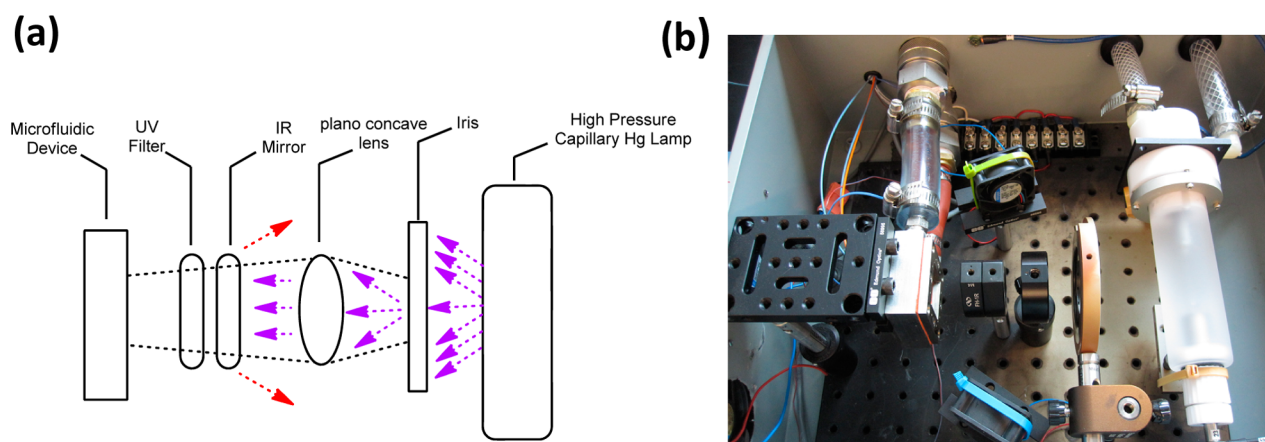 (a)
(b)
Microfluidic
Device
UV
Filter
IR
Mirror
plano concave
lens
Iris
High Pressure
Capillary Hg Lamp